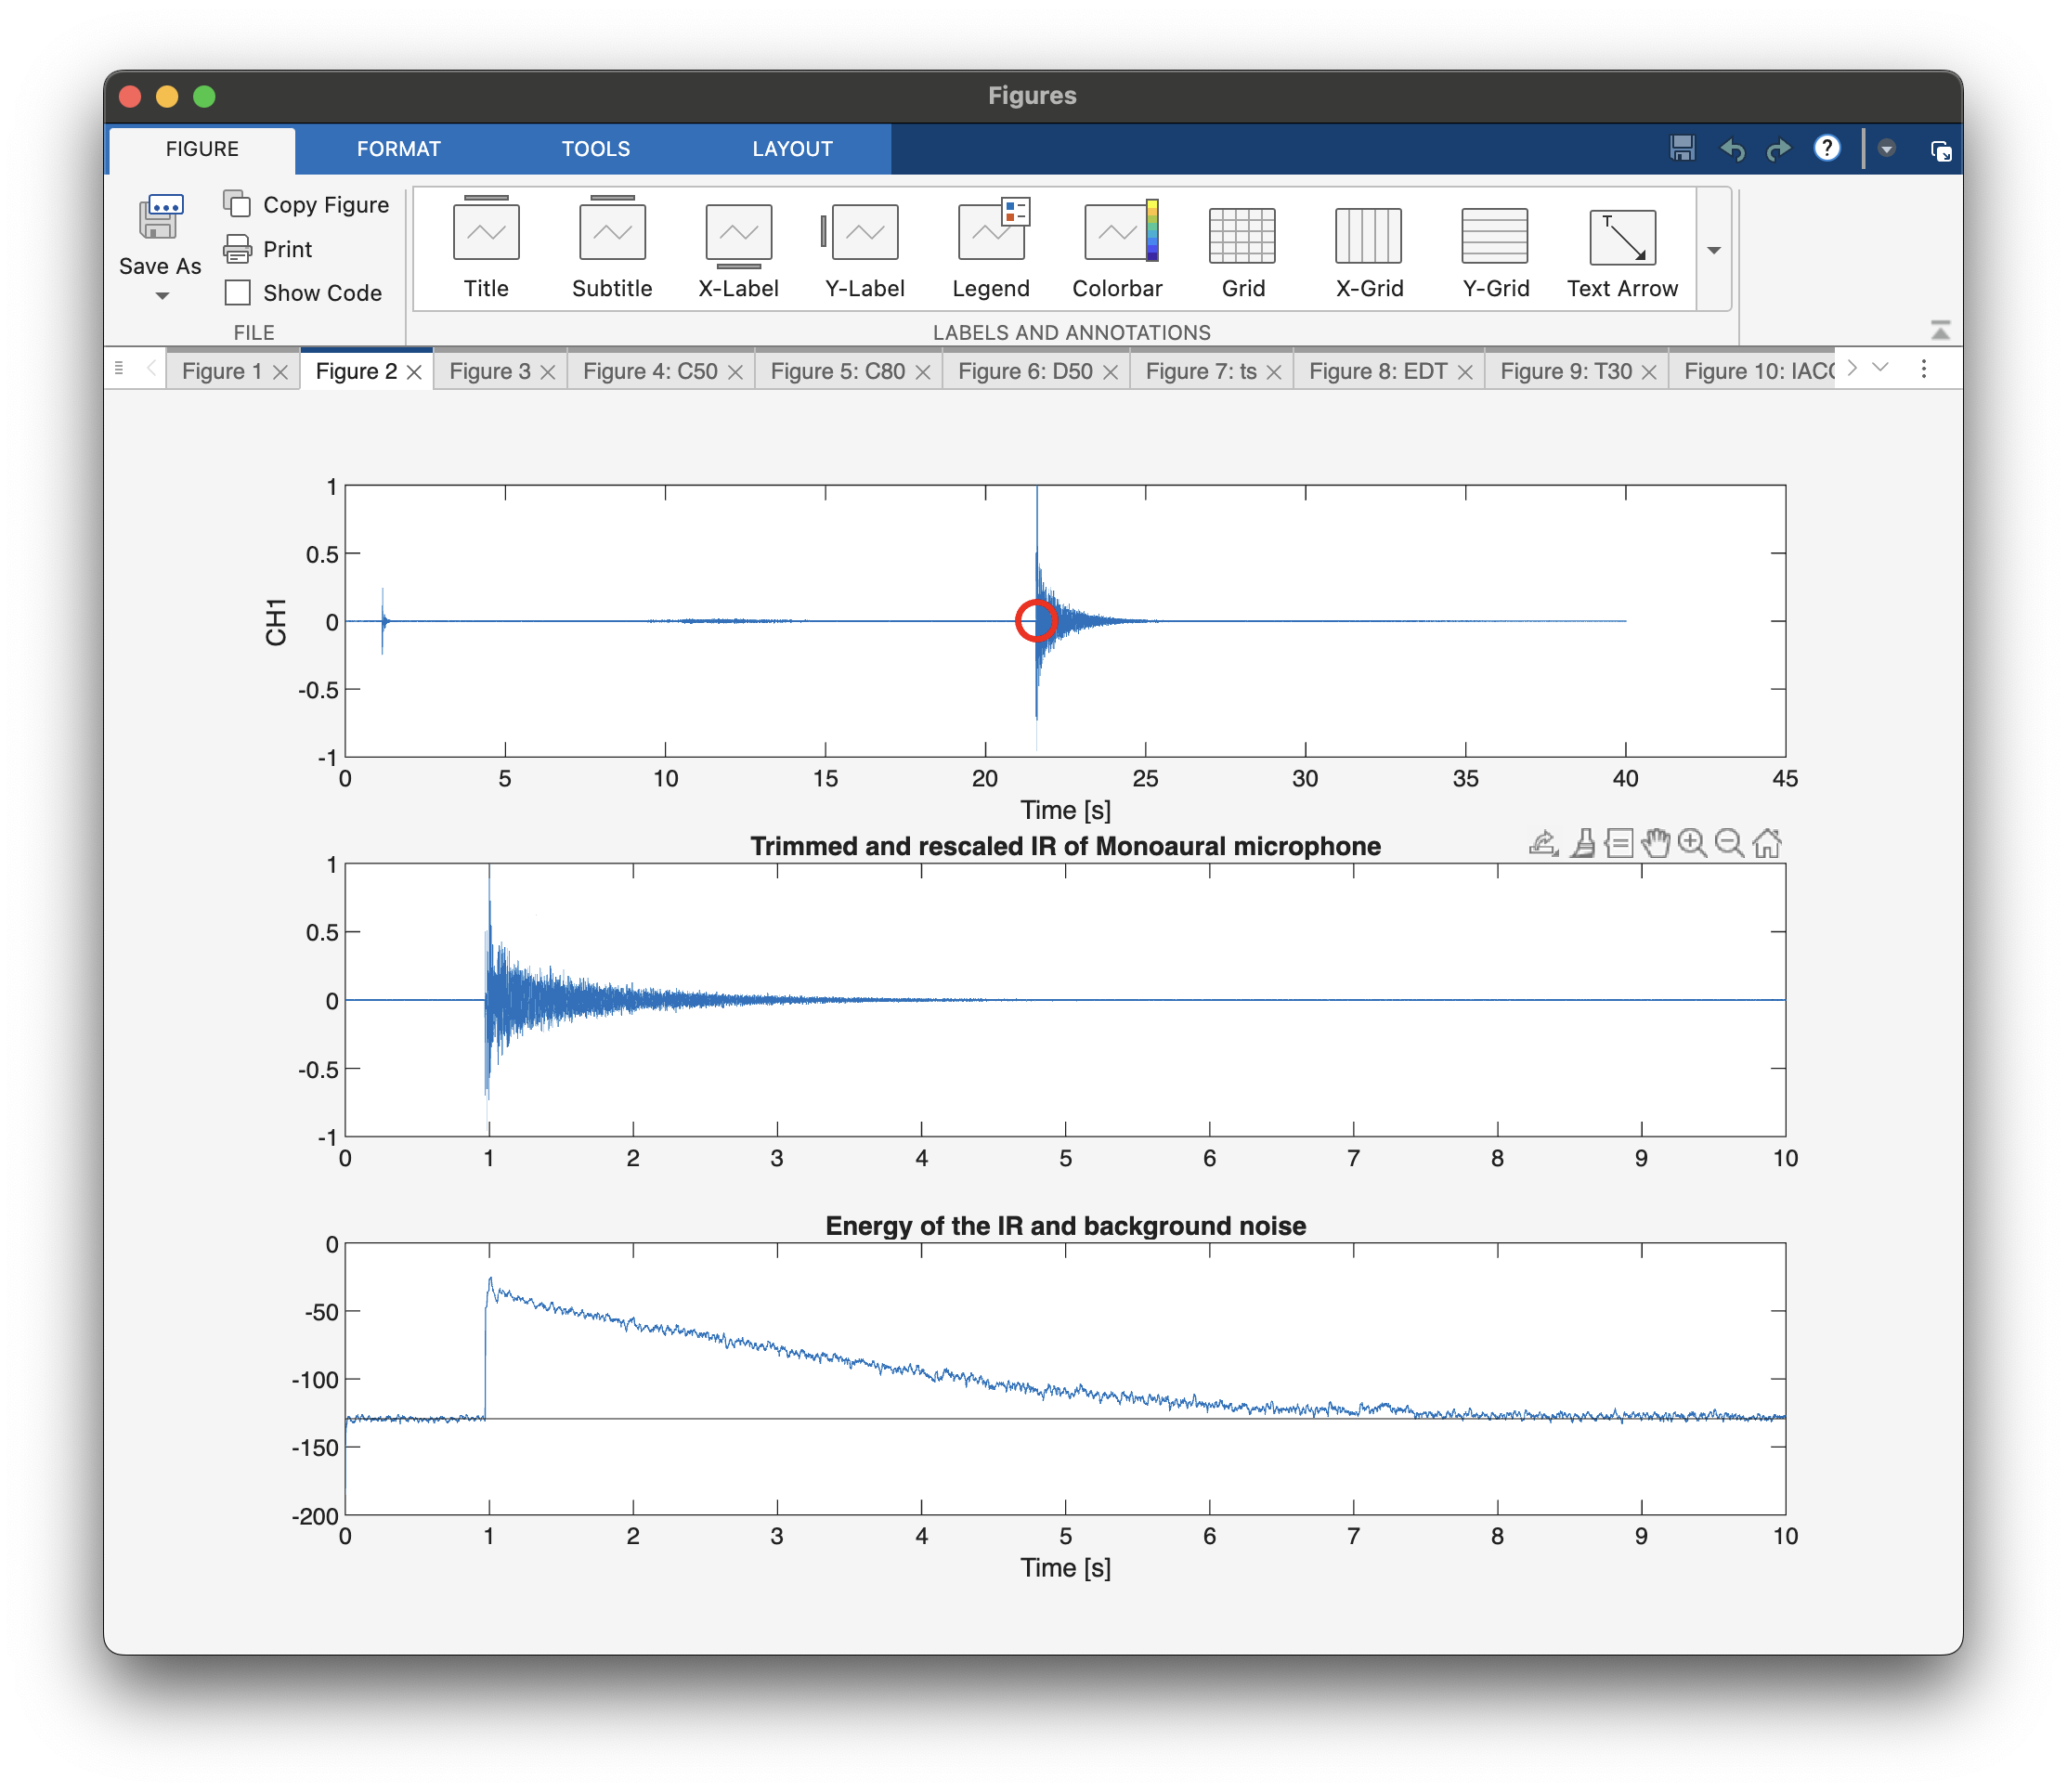 Figures
FIGURE FORMAT TOOLS LAYOUT
?
Save As
Copy Figure
Print
Show Code
FILE
Title Subtitle X-Label Y-Label Legend Colorbar Grid X-Grid Y-Grid Text Arrow
T
LABELS AND ANNOTATIONS
Figure 1 Figure 2 Figure 3 Figure 4: C50 Figure 5: C80 Figure 6: D50 Figure 7: ts Figure 8: EDT Figure 9: T30 Figure 10: IACC
1
0.5
0
-0.5
-1
CH1
0 5 10 15 20 25 30 35 40 45
Time [s]
Trimmed and rescaled IR of Monoaural microphone
1
0.5
0
-0.5
-1
0 1 2 3 4 5 6 7 8 9 10
Energy of the IR and background noise
0
-50
-100
-150
-200
0 1 2 3 4 5 6 7 8 9 10
Time [s]